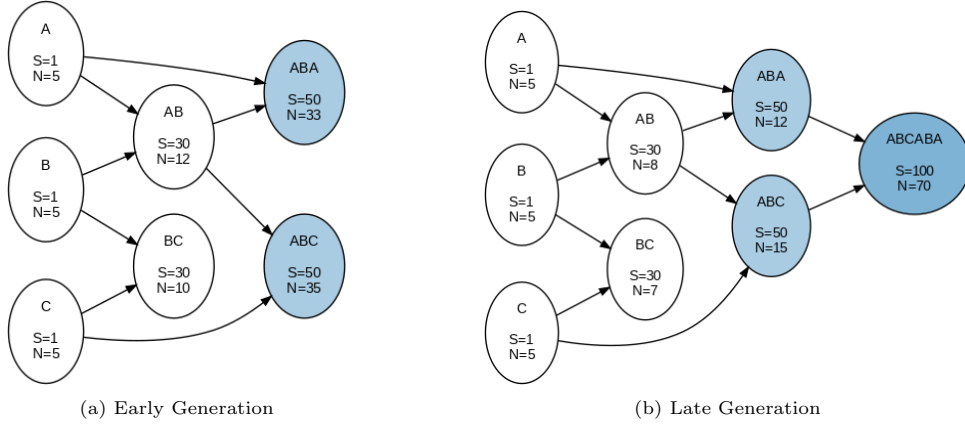 A
S=1
N=5
B
S=1
N=5
C
S=1
N=5
AB
S=30
N=12
BC
S=30
N=10
ABA
S=50
N=33
ABC
S=50
N=35
(a) Early Generation
A
S=1
N=5
B
S=1
N=5
C
S=1
N=5
AB
S=30
N=8
BC
S=30
N=7
ABA
S=50
N=12
ABC
S=50
N=15
ABCABA
S=100
N=70
(b) Late Generation